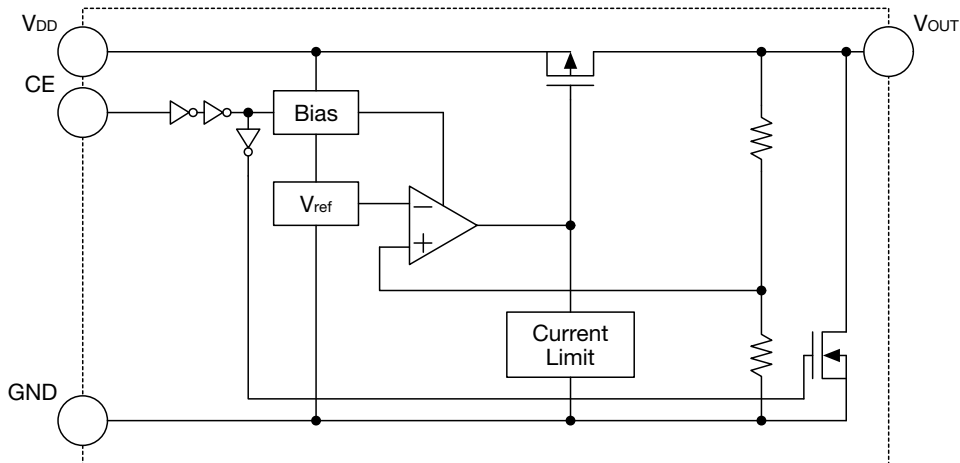 VDD
VOUT
CE
Bias
Vref
−
+
Current
Limit
GND